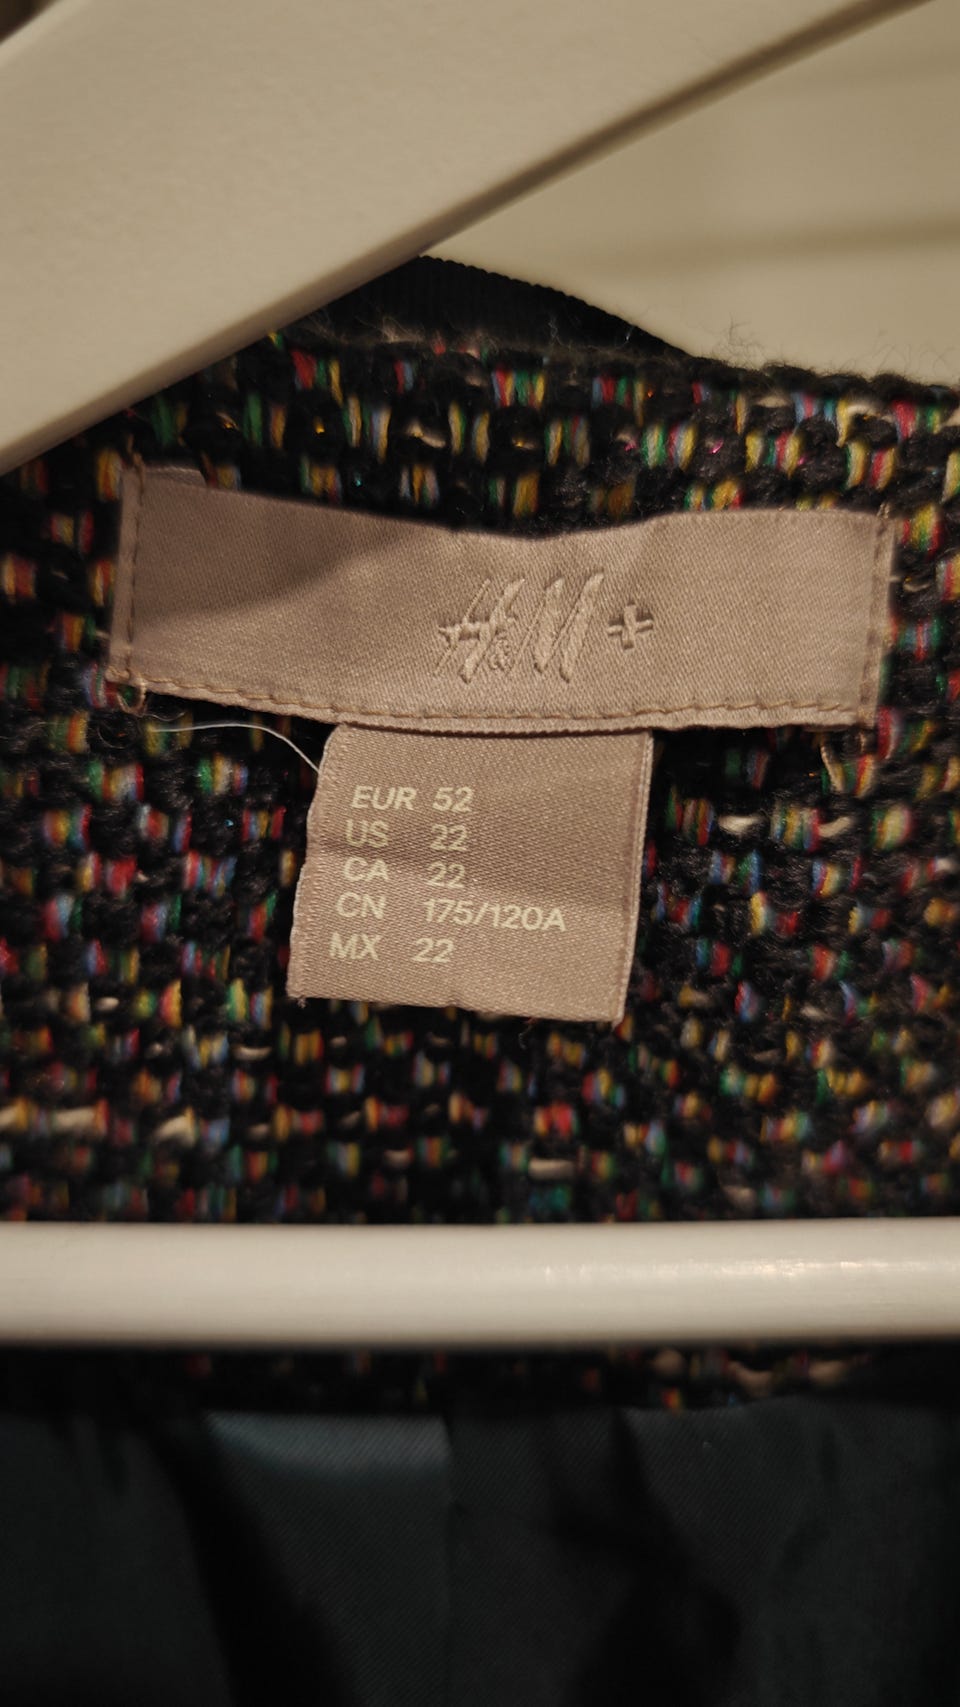 H&M+
EUR 52
US 22
CA 22
CN 175/120A
MX 22